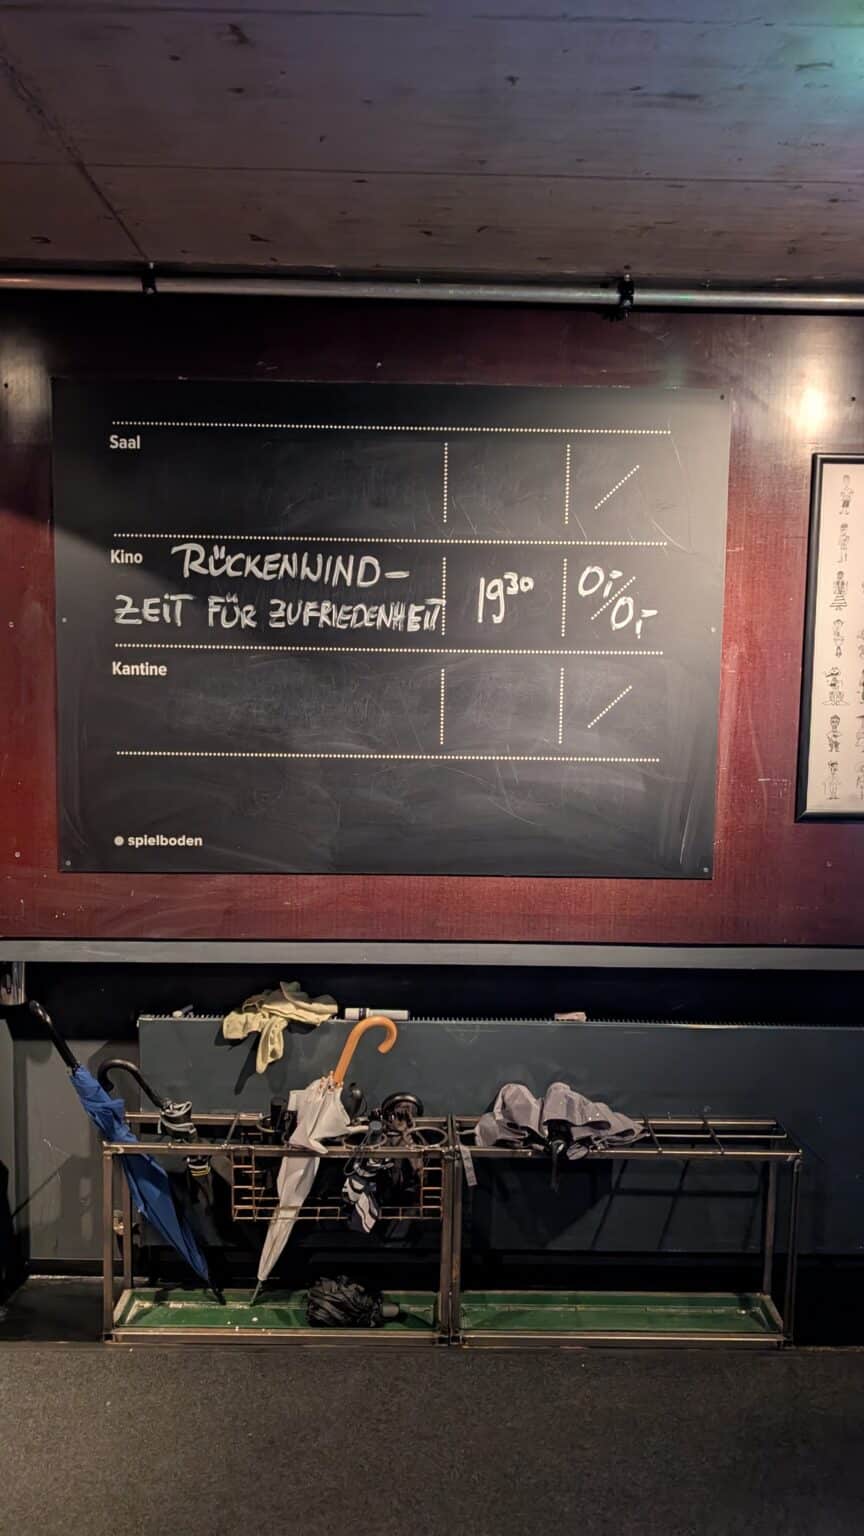 Saal
Kino RÜCKENWIND- 19³⁰ 0,-/0,-
ZEIT FÜR ZUFRIEDENHEIT
Kantine
spielboden